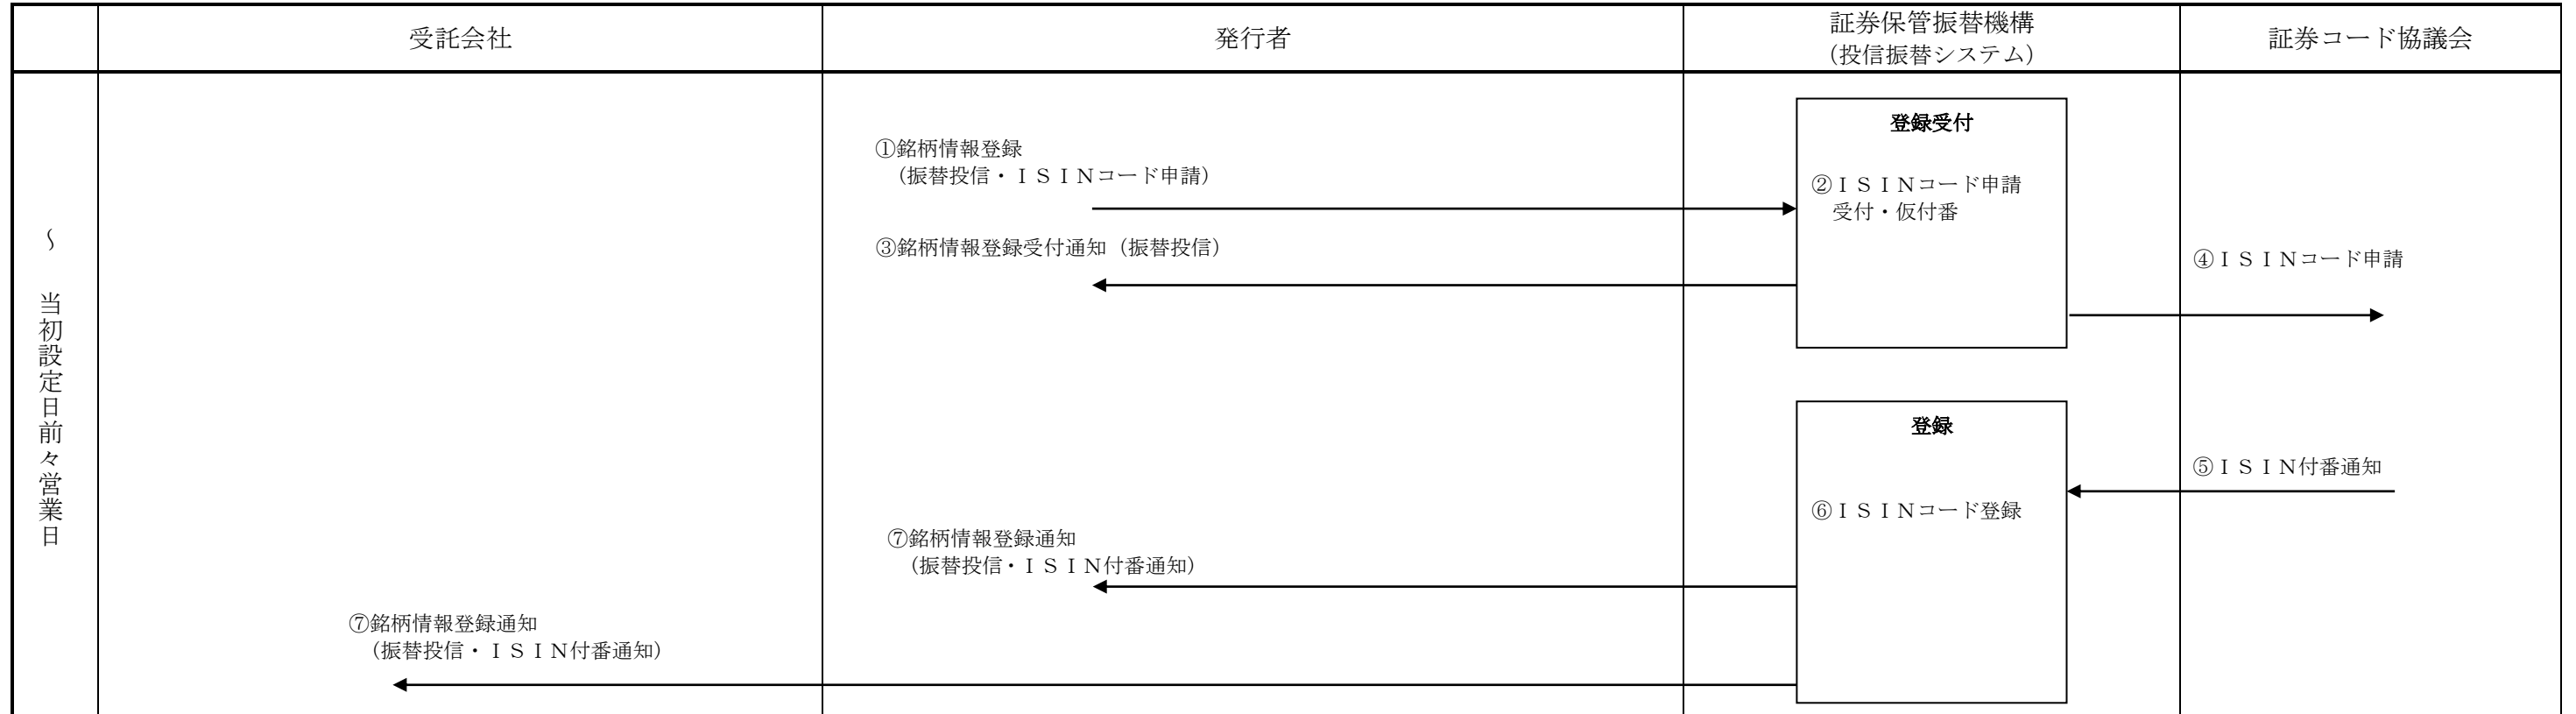 受託会社
発行者
証券保管振替機構
（投信振替システム）
証券コード協議会
～　当初設定日前々営業日
登録受付
①銘柄情報登録
（振替投信・ＩＳＩＮコード申請）
②ＩＳＩＮコード申請
受付・仮付番
③銘柄情報登録受付通知（振替投信）
④ＩＳＩＮコード申請
登録
⑤ＩＳＩＮ付番通知
⑥ＩＳＩＮコード登録
⑦銘柄情報登録通知
（振替投信・ＩＳＩＮ付番通知）
⑦銘柄情報登録通知
（振替投信・ＩＳＩＮ付番通知）